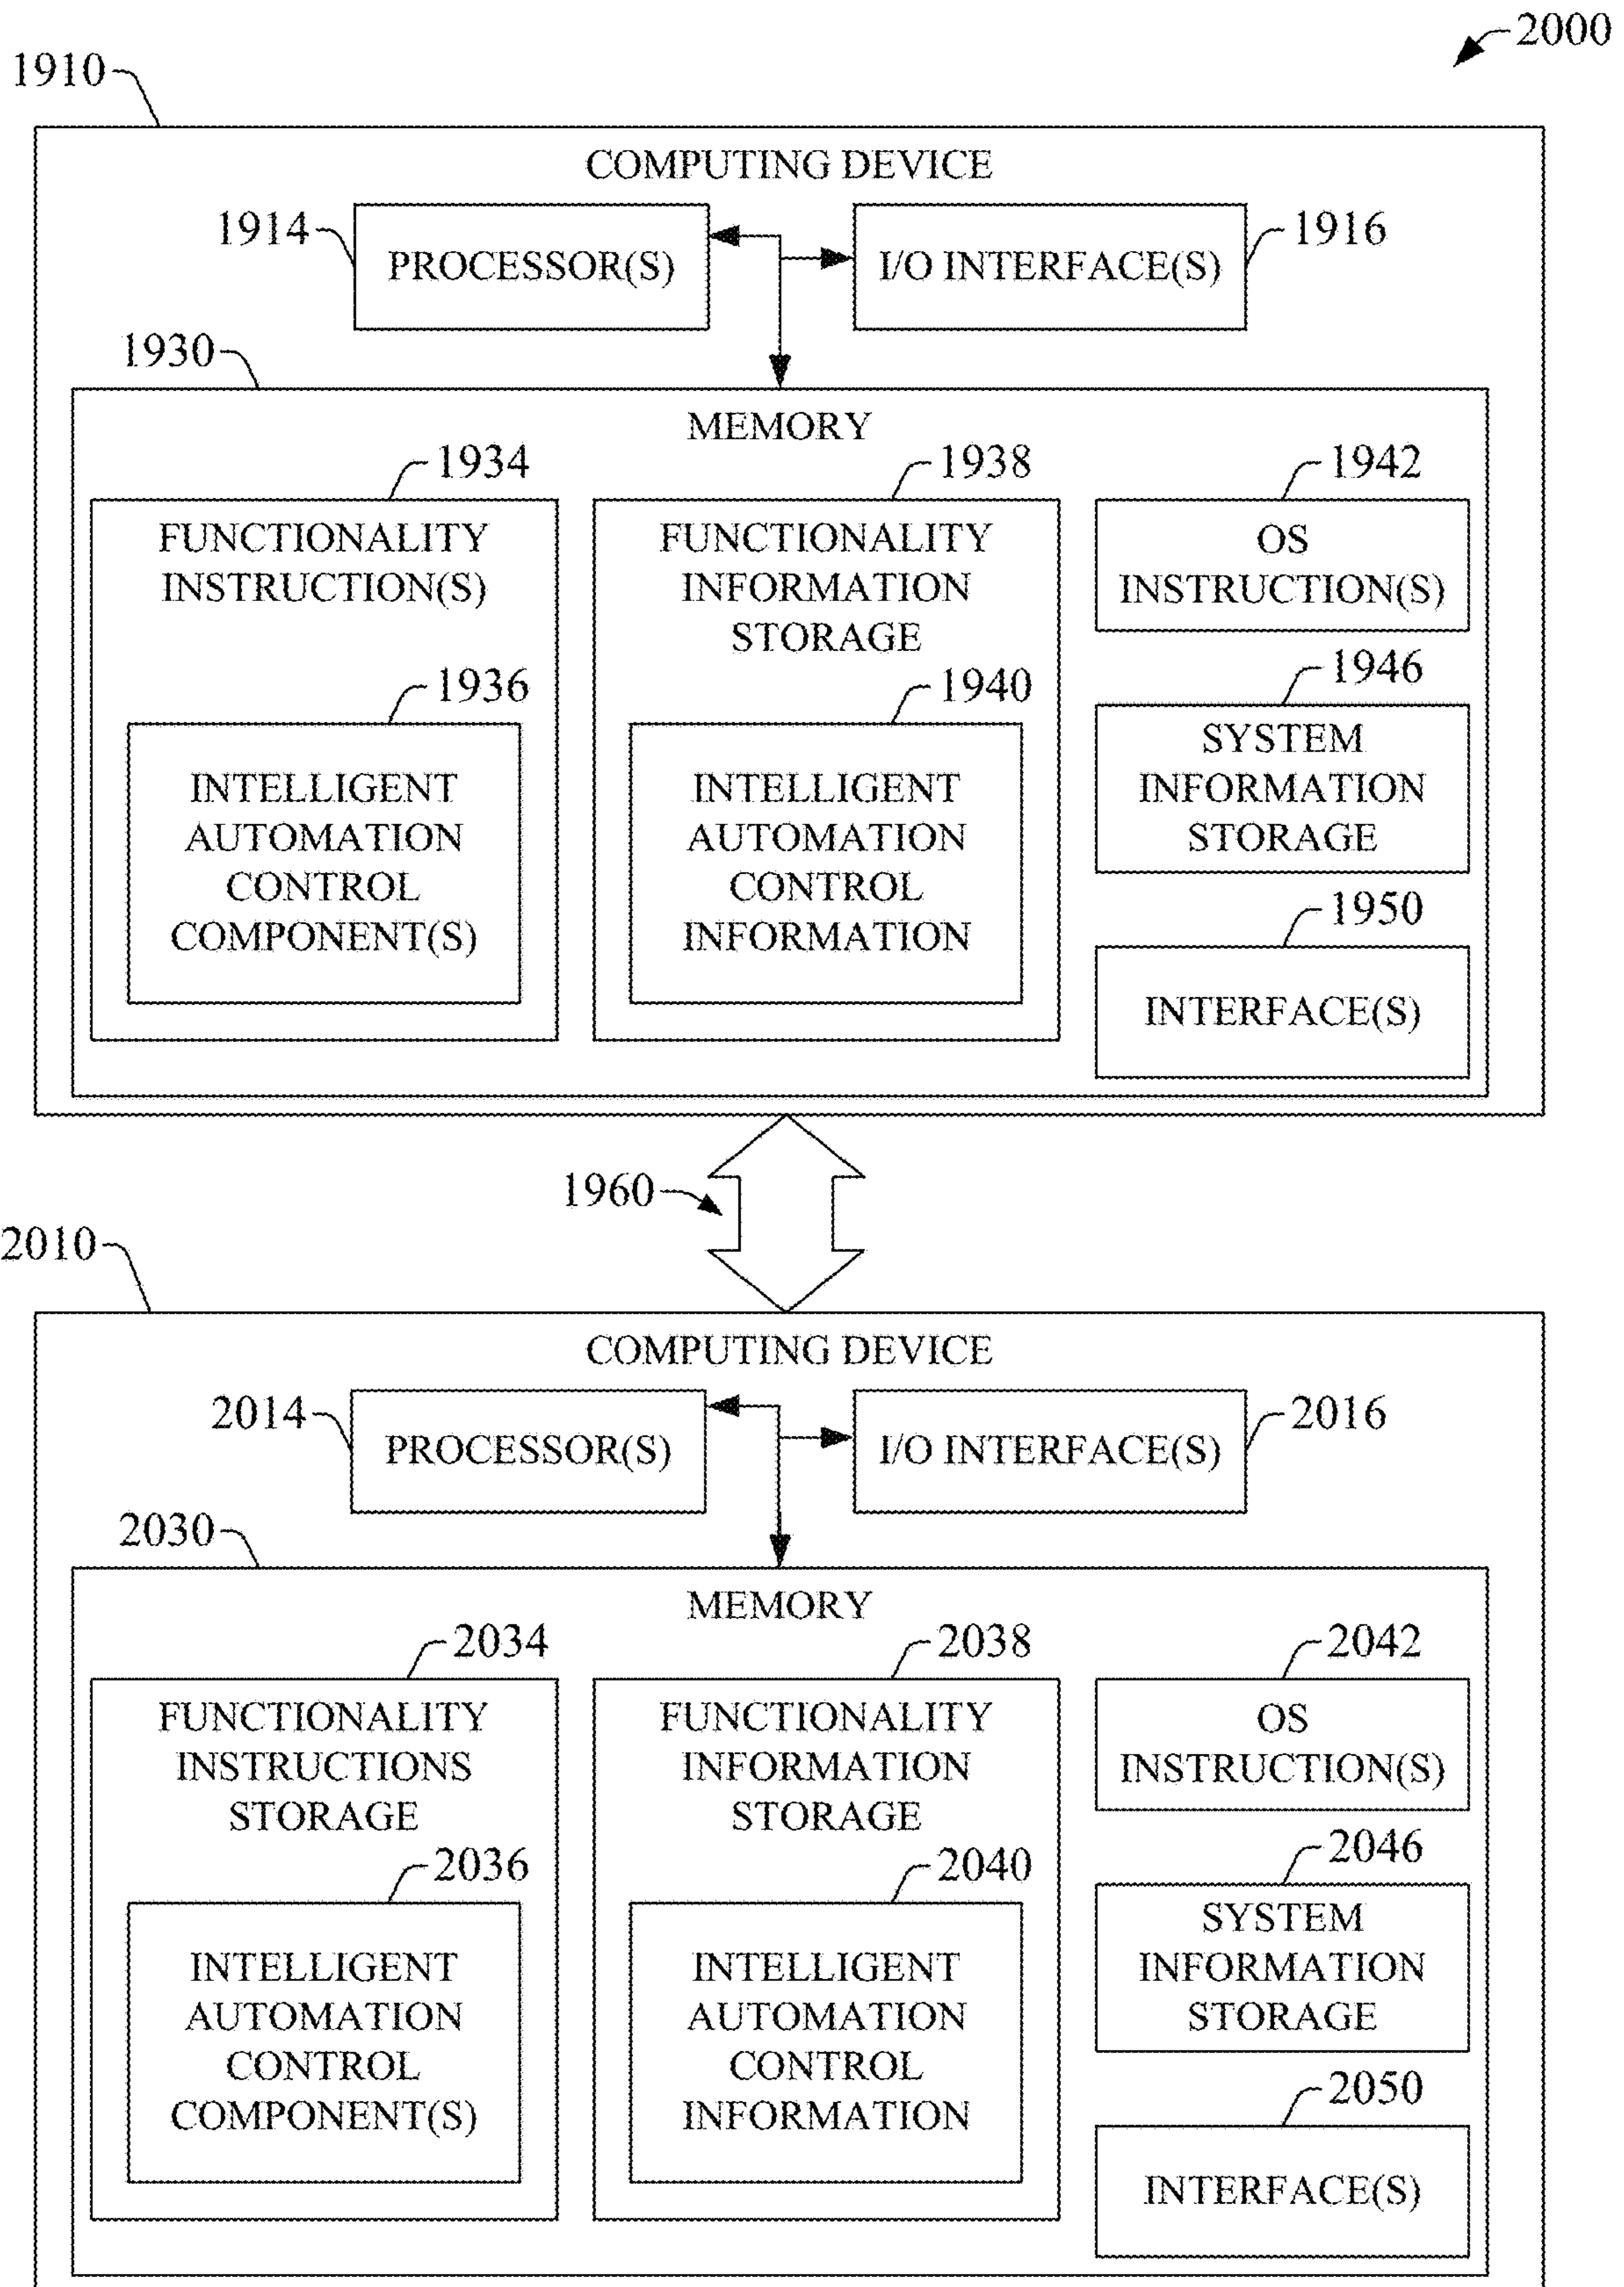 2000
1910
COMPUTING DEVICE
1914
PROCESSOR(S)
I/O INTERFACE(S)
1916
1930
MEMORY
1934
FUNCTIONALITY
INSTRUCTION(S)
1936
INTELLIGENT
AUTOMATION
CONTROL
COMPONENT(S)
1938
FUNCTIONALITY
INFORMATION
STORAGE
1940
INTELLIGENT
AUTOMATION
CONTROL
INFORMATION
1942
OS
INSTRUCTION(S)
1946
SYSTEM
INFORMATION
STORAGE
1950
INTERFACE(S)
1960
2010
COMPUTING DEVICE
2014
PROCESSOR(S)
I/O INTERFACE(S)
2016
2030
MEMORY
2034
FUNCTIONALITY
INSTRUCTIONS
STORAGE
2036
INTELLIGENT
AUTOMATION
CONTROL
COMPONENT(S)
2038
FUNCTIONALITY
INFORMATION
STORAGE
2040
INTELLIGENT
AUTOMATION
CONTROL
INFORMATION
2042
OS
INSTRUCTION(S)
2046
SYSTEM
INFORMATION
STORAGE
2050
INTERFACE(S)